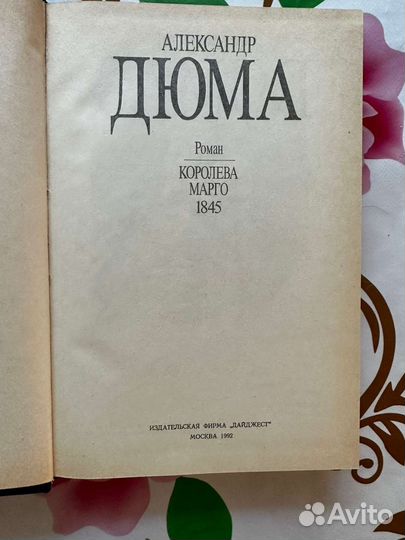 АЛЕКСАНДР
ДЮМА
Роман
КОРОЛЕВА
МАРГО
1845
ИЗДАТЕЛЬСКАЯ ФИРМА „ДАЙДЖЕСТ"
МОСКВА 1992
Avito